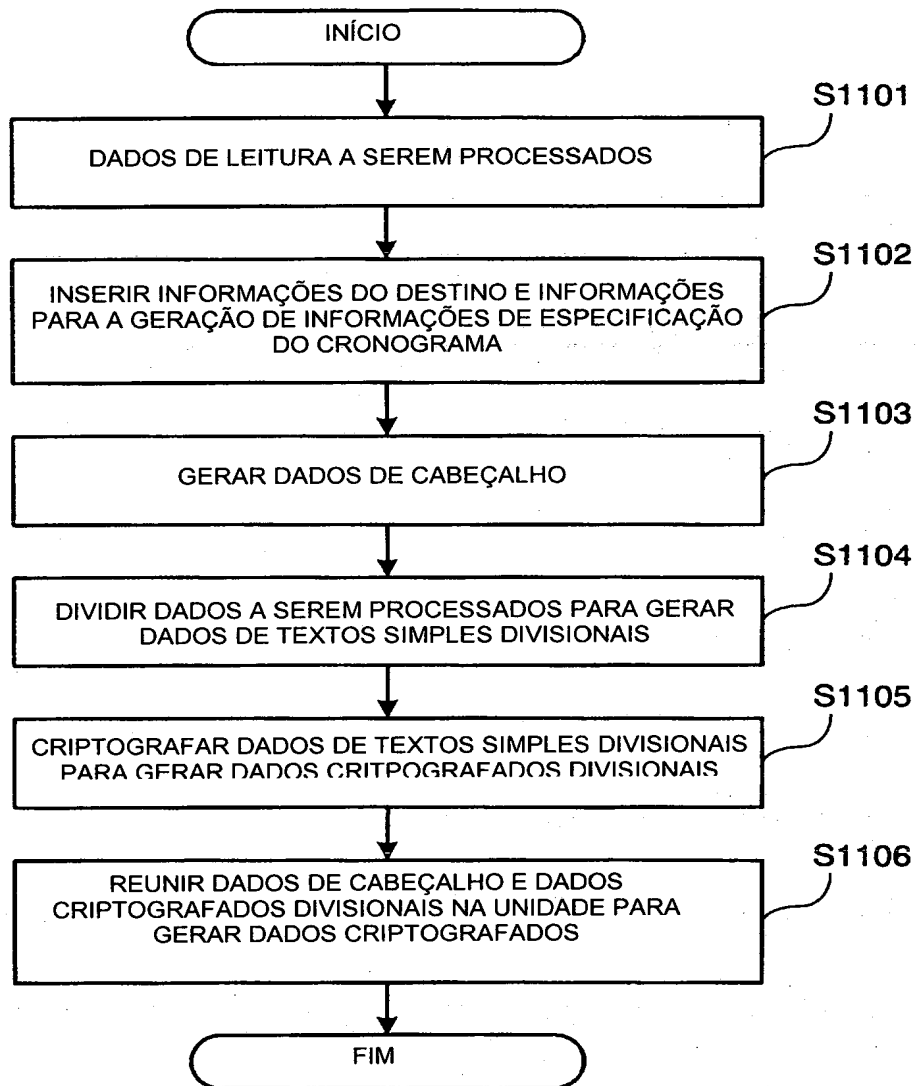 INÍCIO
S1101
DADOS DE LEITURA A SEREM PROCESSADOS
S1102
INSERIR INFORMAÇÕES DO DESTINO E INFORMAÇÕES
PARA A GERAÇÃO DE INFORMAÇÕES DE ESPECIFICAÇÃO
DO CRONOGRAMA
S1103
GERAR DADOS DE CABEÇALHO
S1104
DIVIDIR DADOS A SEREM PROCESSADOS PARA GERAR
DADOS DE TEXTOS SIMPLES DIVISIONAIS
S1105
CRIPTOGRAFAR DADOS DE TEXTOS SIMPLES DIVISIONAIS
PARA GERAR DADOS CRITPOGRAFADOS DIVISIONAIS
S1106
REUNIR DADOS DE CABEÇALHO E DADOS
CRIPTOGRAFADOS DIVISIONAIS NA UNIDADE PARA
GERAR DADOS CRIPTOGRAFADOS
FIM